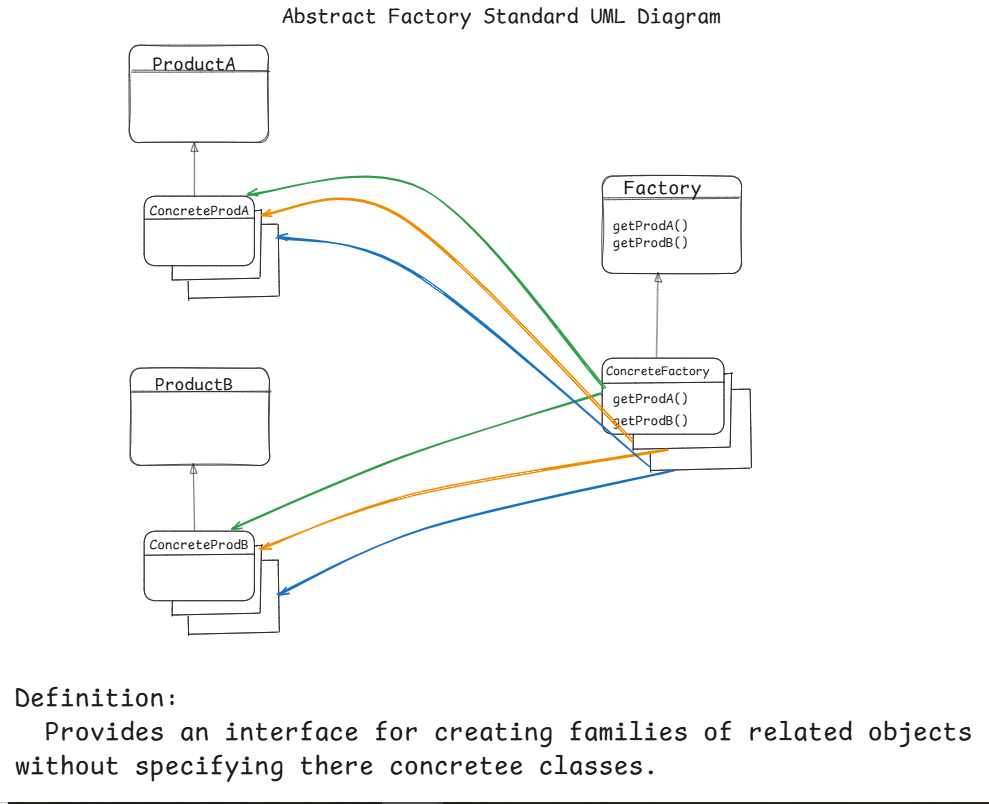 Abstract Factory Standard UML Diagram
ProductA
ConcreteProdA
Factory
getProdA()
getProdB()
ConcreteFactory
getProdA()
getProdB()
ProductB
ConcreteProdB
Definition:
Provides an interface for creating families of related objects
without specifying there concretee classes.